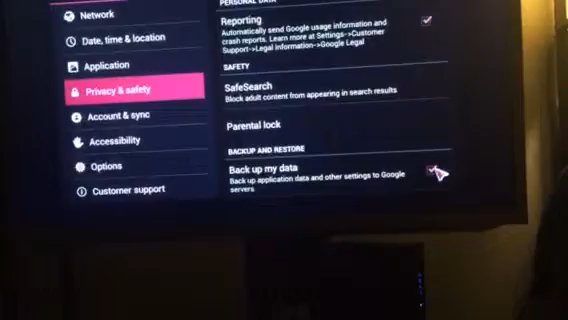 Network
Date, time & location
Application
Privacy & safety
Account & sync
Accessibility
Options
Customer support
PERSONAL DATA
Reporting
Automatically send Google usage information and
crash reports. Learn more at Settings->Customer
Support->Legal Information->Google Legal
SAFETY
SafeSearch
Block adult content from appearing in search results
Parental lock
BACKUP AND RESTORE
Back up my data
Back up application data and other settings to Google
servers